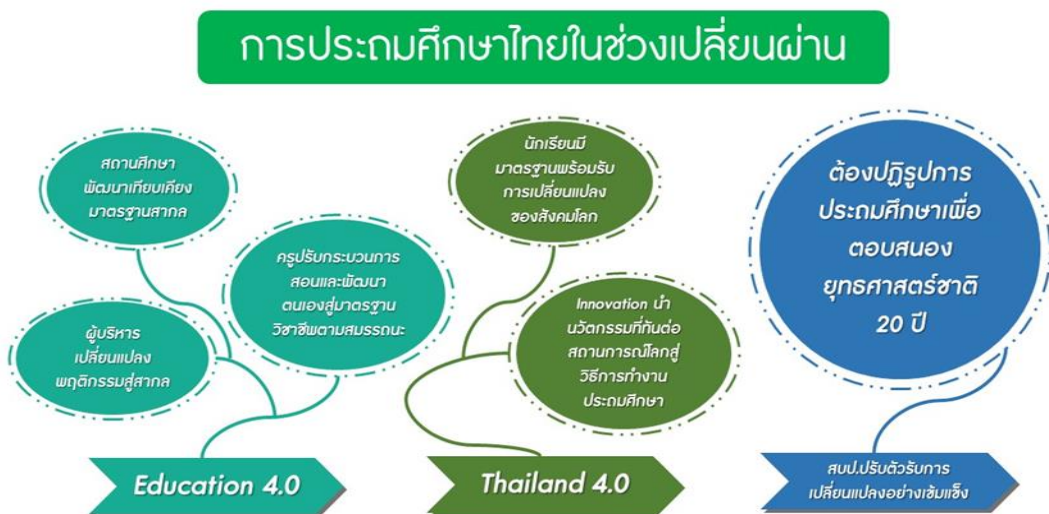 การประถมศึกษาไทยในช่วงเปลี่ยนผ่าน
สถานศึกษา
พัฒนาเทียบเคียง
มาตรฐานสากล
ครูปรับกระบวนการ
สอนและพัฒนา
ตนเองสู่มาตรฐาน
วิชาชีพตามสมรรถนะ
ผู้บริหาร
เปลี่ยนแปลง
พฤติกรรมสู่สากล
Education 4.0
นักเรียนมี
มาตรฐานพร้อมรับ
การเปลี่ยนแปลง
ของสังคมโลก
Innovation นำ
นวัตกรรมที่ทันต่อ
สถานการณ์โลกสู่
วิธีการทำงาน
ประถมศึกษา
Thailand 4.0
ต้องปฏิรูปการ
ประถมศึกษาเพื่อ
ตอบสนอง
ยุทธศาสตร์ชาติ
20 ปี
สบป.ปรับตัวรับการ
เปลี่ยนแปลงอย่างเข้มแข็ง